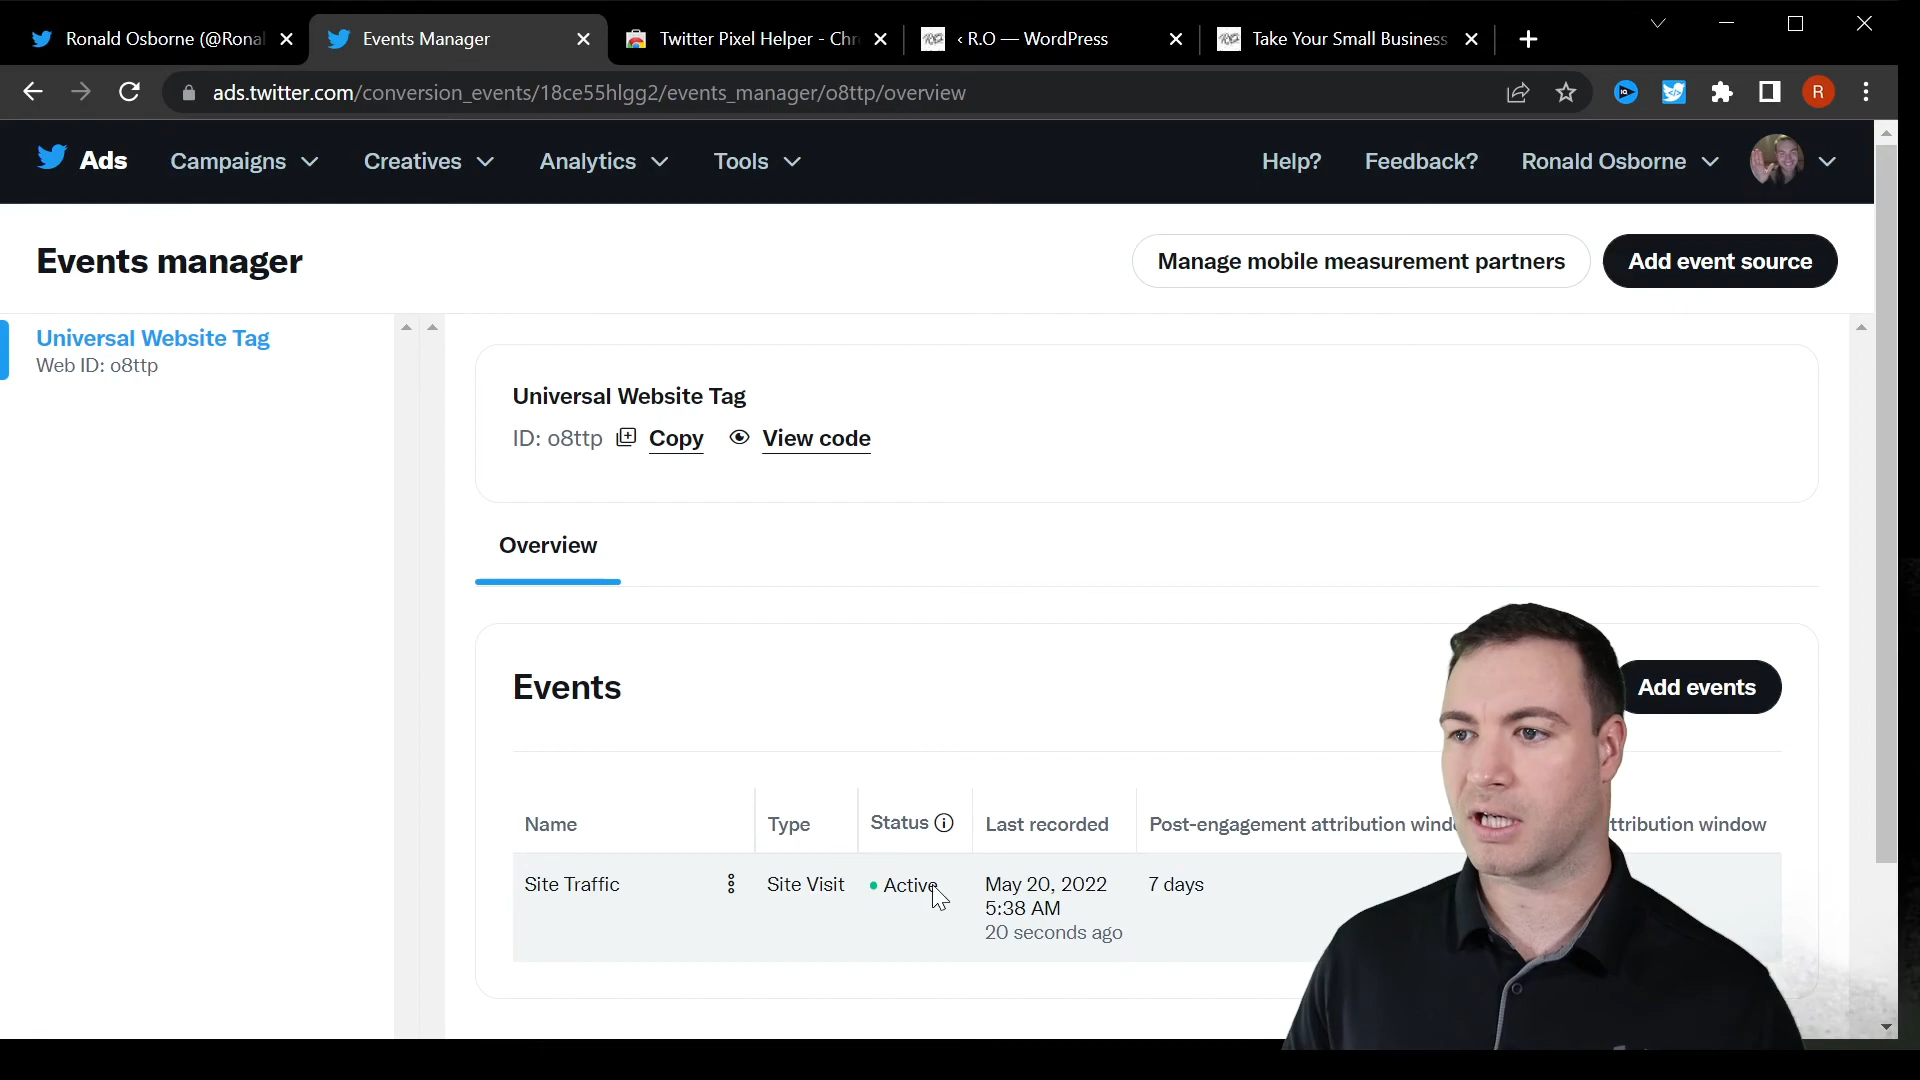 Ronald Osborne (@Ronal
Events Manager
Twitter Pixel Helper - Chr
‹ R.O — WordPress
Take Your Small Business
ads.twitter.com/conversion_events/18ce55hlgg2/events_manager/o8ttp/overview
R
Ads
Campaigns
Creatives
Analytics
Tools
Help?
Feedback?
Ronald Osborne
Events manager
Manage mobile measurement partners
Add event source
Universal Website Tag
Web ID: o8ttp
Universal Website Tag
ID: o8ttp
Copy
View code
Overview
Events
Add events
Name
Type
Status
Last recorded
Post-engagement attribution wind
ttribution window
Site Traffic
Site Visit
Active
May 20, 2022
5:38 AM
20 seconds ago
7 days